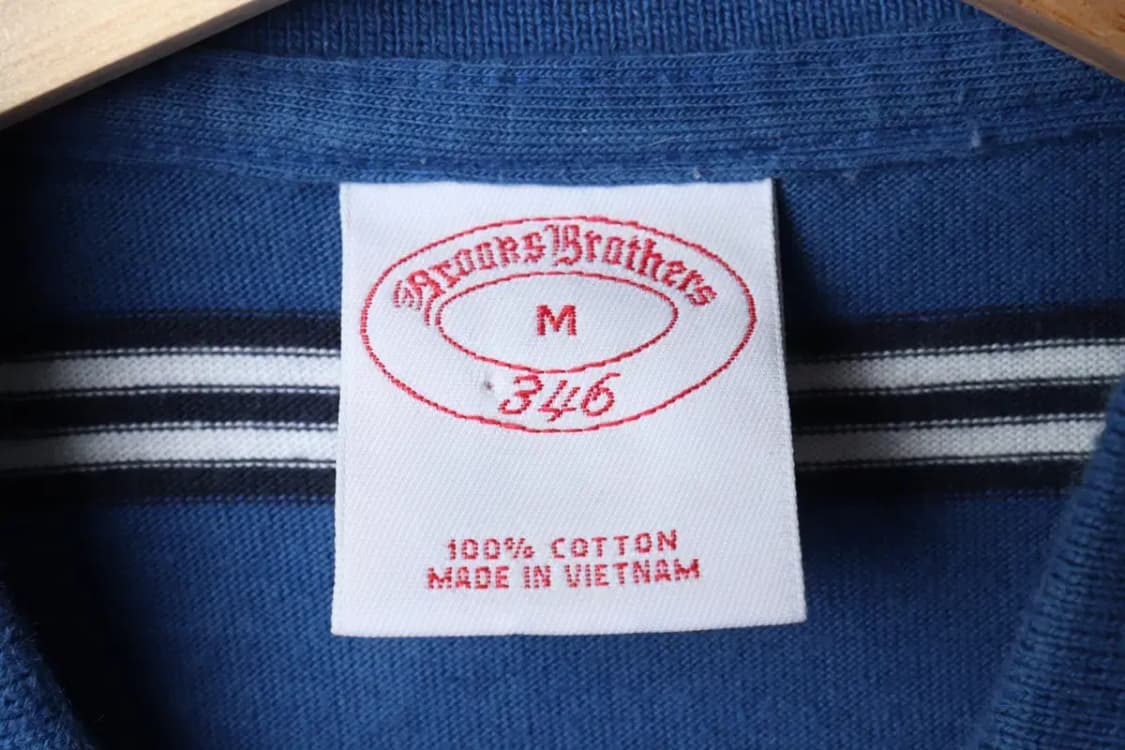 Brooks Brothers
M
346
100% COTTON
MADE IN VIETNAM